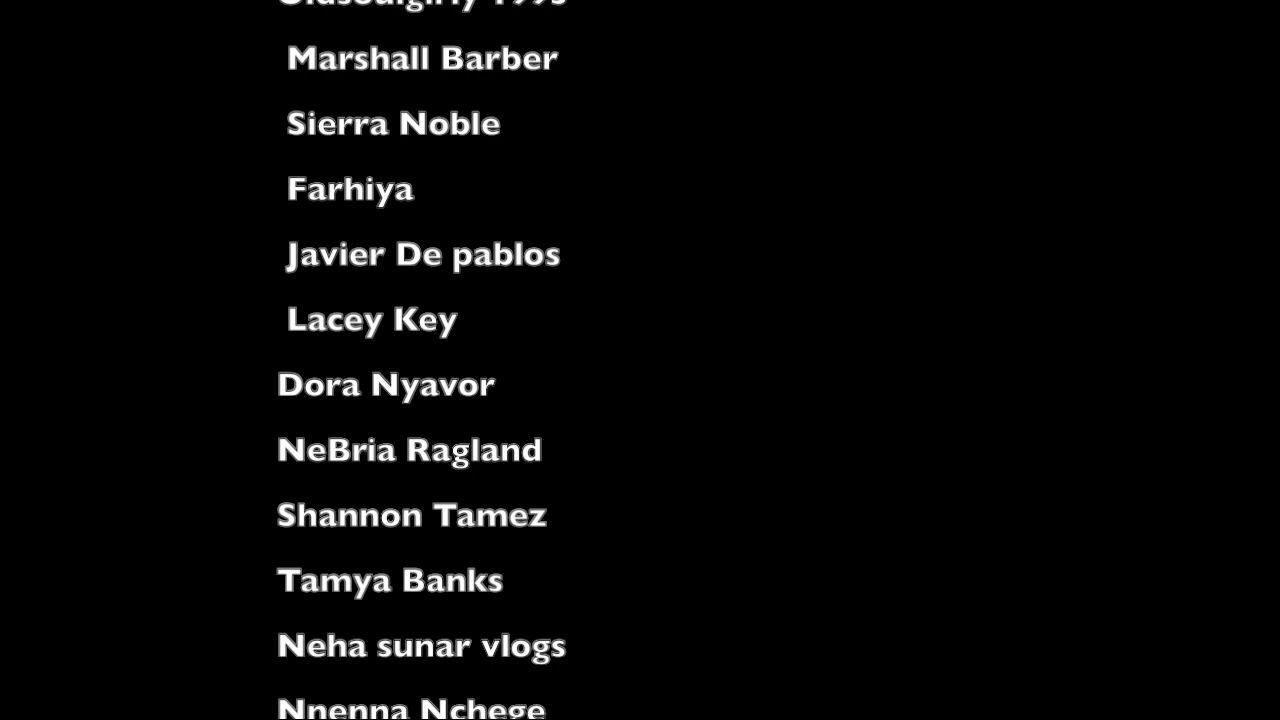 Marshall Barber
Sierra Noble
Farhiya
Javier De pablos
Lacey Key
Dora Nyavor
NeBria Ragland
Shannon Tamez
Tamya Banks
Neha sunar vlogs
Nnenna Nchege